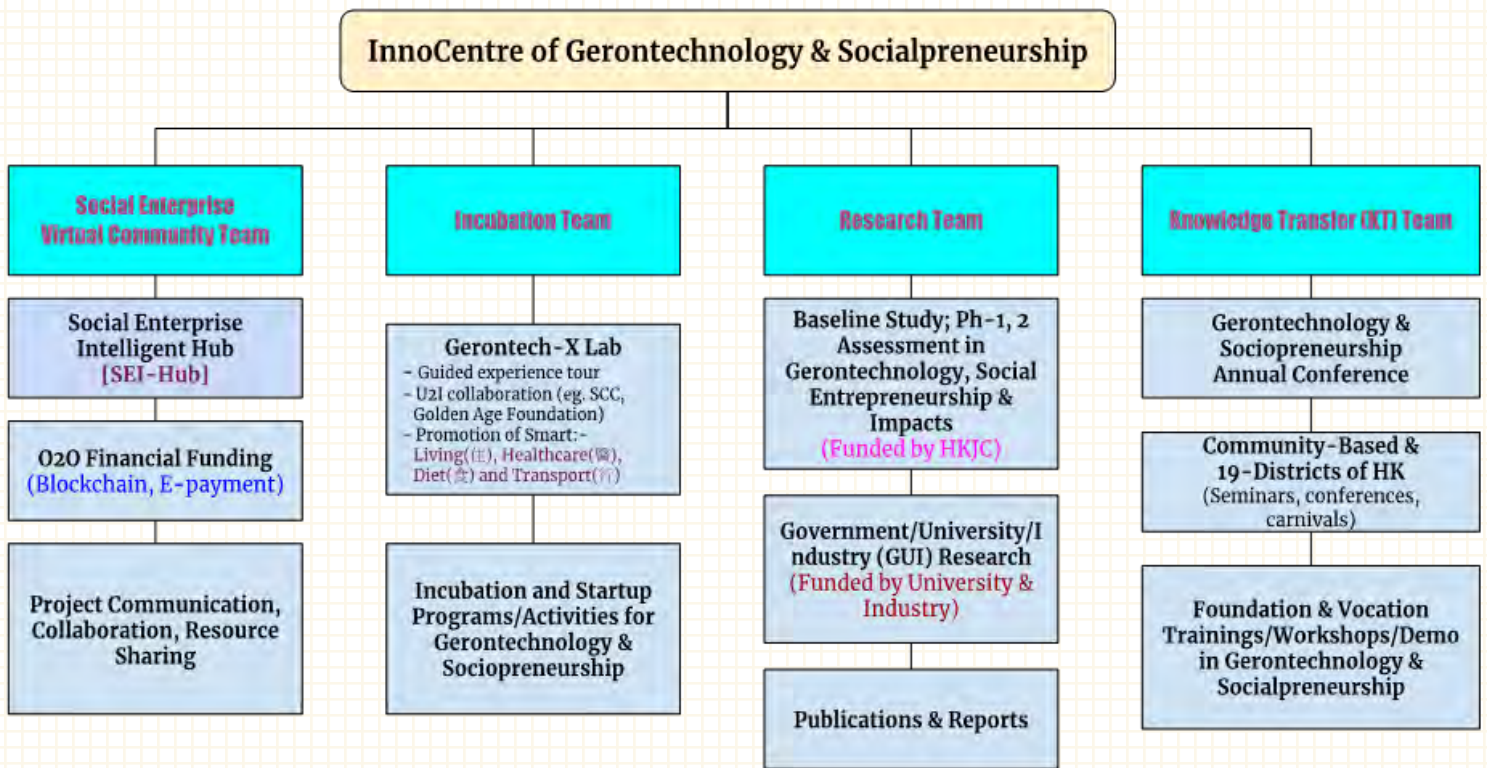 InnoCentre of Gerontechnology & Socialpreneurship
Social Enterprise
Virtual Community Team
Social Enterprise
Intelligent Hub
[SEI-Hub]
O2O Financial Funding
(Blockchain, E-payment)
Project Communication,
Collaboration, Resource
Sharing
Incubation Team
Gerontech-X Lab
- Guided experience tour
- U2I collaboration (eg. SCC,
Golden Age Foundation)
- Promotion of Smart:-
Living(住), Healthcare(醫),
Diet(食) and Transport(行)
Incubation and Startup
Programs/Activities for
Gerontechnology &
Sociopreneurship
Research Team
Baseline Study; Ph-1, 2
Assessment in
Gerontechnology, Social
Entrepreneurship &
Impacts
(Funded by HKJC)
Government/University/I
ndustry (GUI) Research
(Funded by University &
Industry)
Publications & Reports
Knowledge Transfer (KT) Team
Gerontechnology &
Sociopreneurship
Annual Conference
Community-Based &
19-Districts of HK
(Seminars, conferences,
carnivals)
Foundation & Vocation
Trainings/Workshops/Demo
in Gerontechnology &
Socialpreneurship